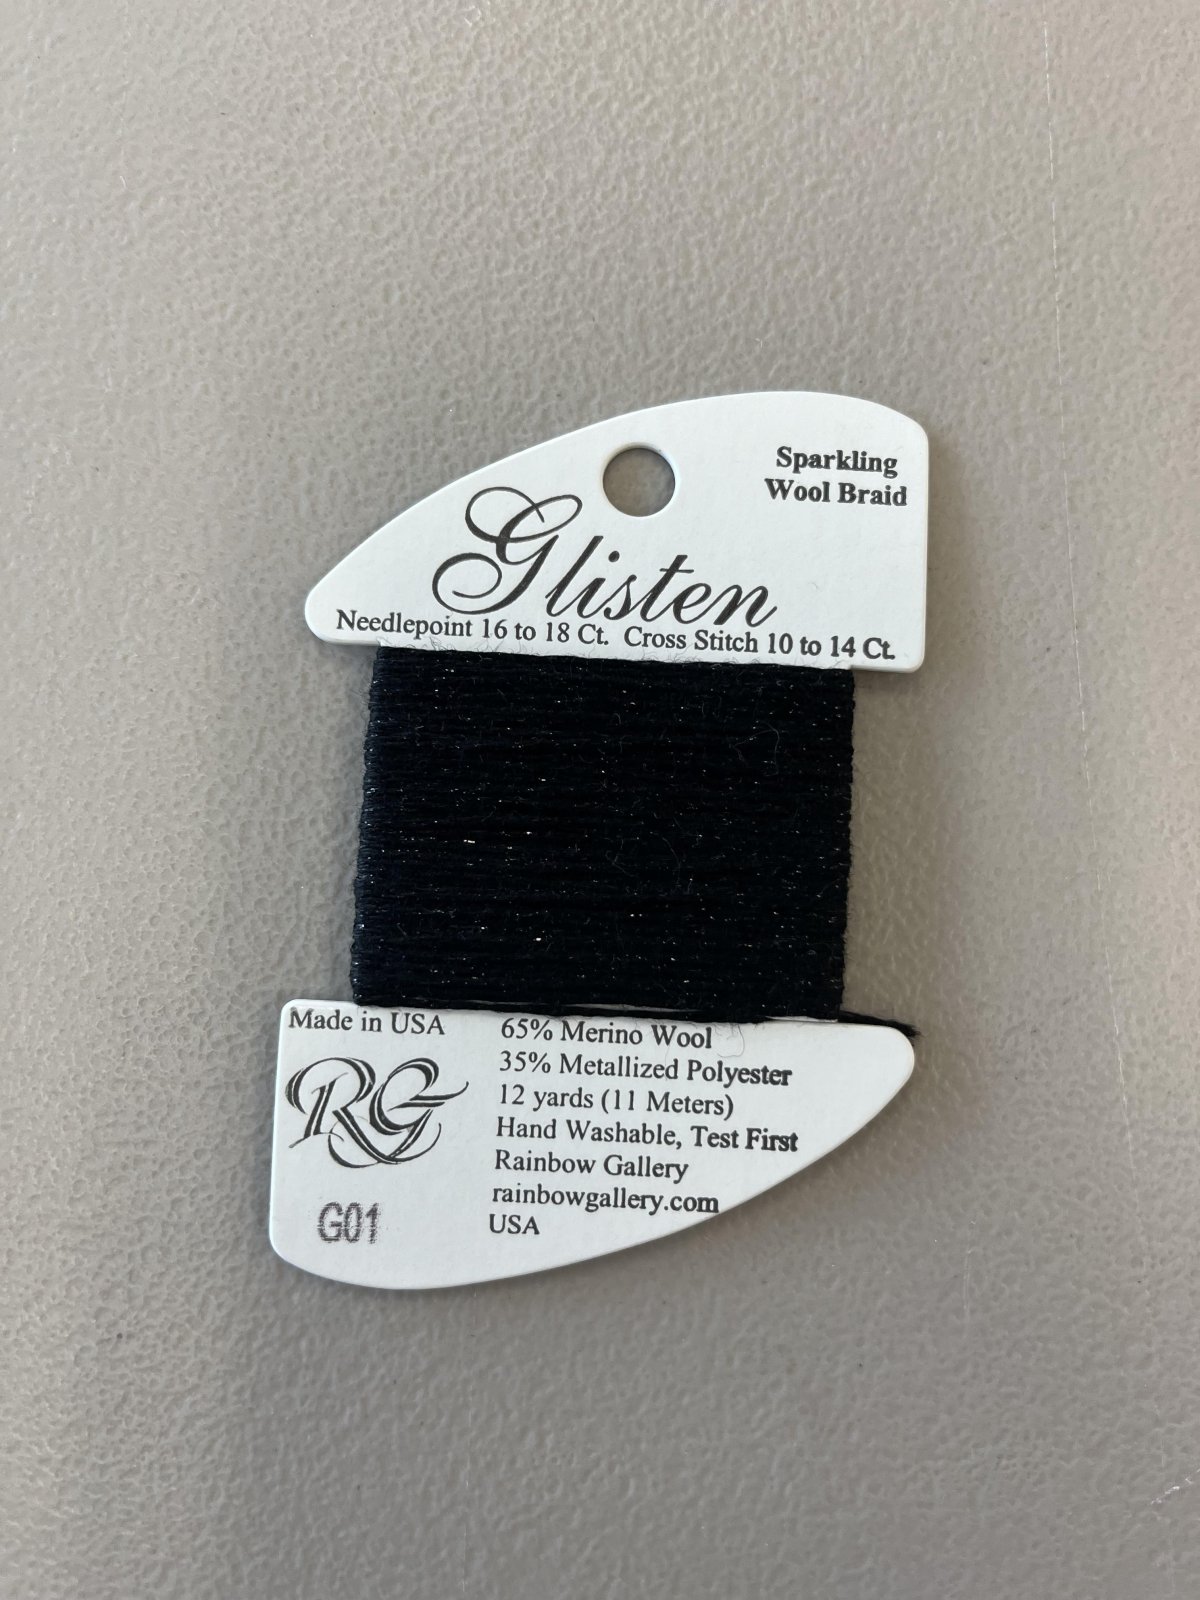 Sparkling
Wool Braid
Glisten
Needlepoint 16 to 18 Ct. Cross Stitch 10 to 14 Ct.
Made in USA
RG
G01
65% Merino Wool
35% Metallized Polyester
12 yards (11 Meters)
Hand Washable, Test First
Rainbow Gallery
rainbowgallery.com
USA